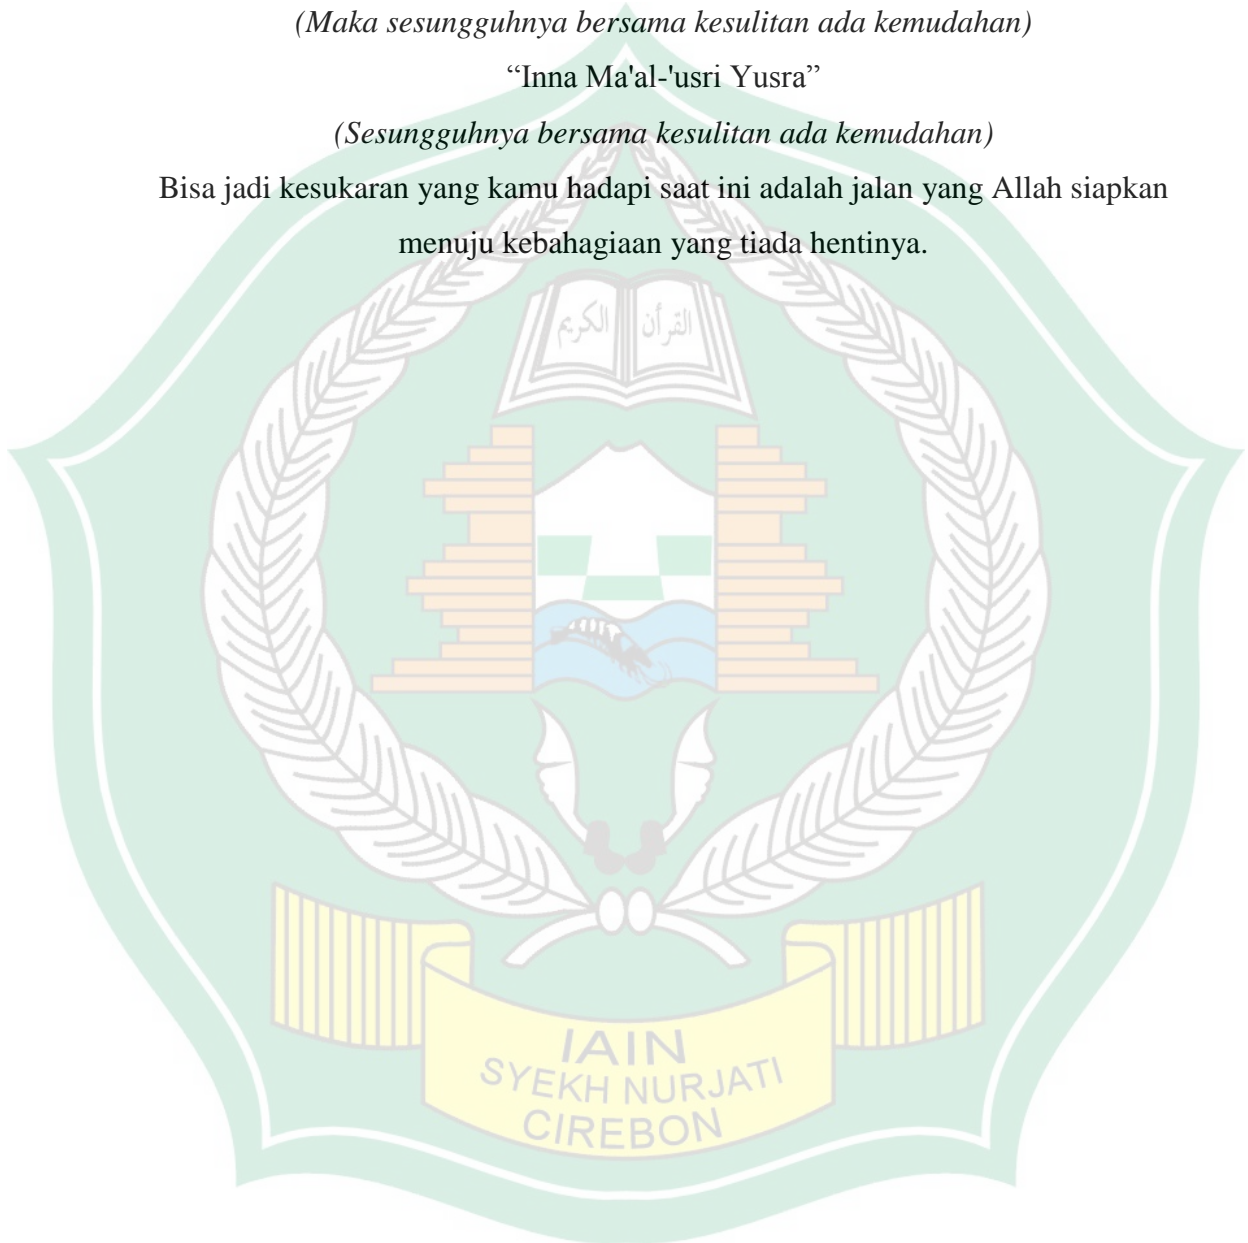 (Maka sesungguhnya bersama kesulitan ada kemudahan)
“Inna Ma'al-'usri Yusra”
(Sesungguhnya bersama kesulitan ada kemudahan)
Bisa jadi kesukaran yang kamu hadapi saat ini adalah jalan yang Allah siapkan
menuju kebahagiaan yang tiada hentinya.
القرأن الكريم
IAIN
SYEKH NURJATI
CIREBON